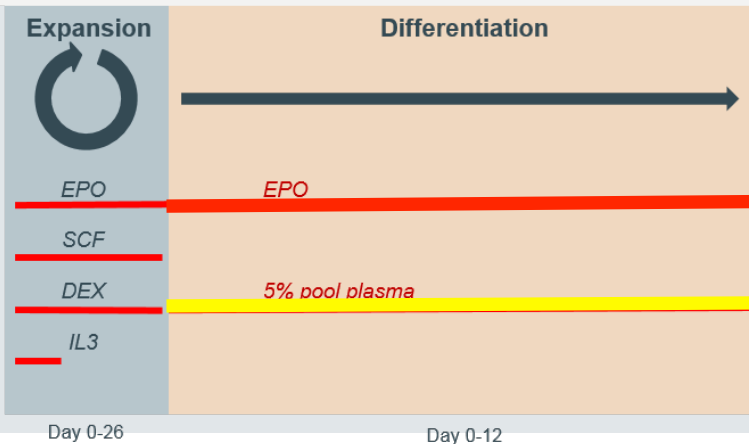 Expansion
Differentiation
EPO
EPO
SCF
DEX
5% pool plasma
IL3
Day 0-26
Day 0-12